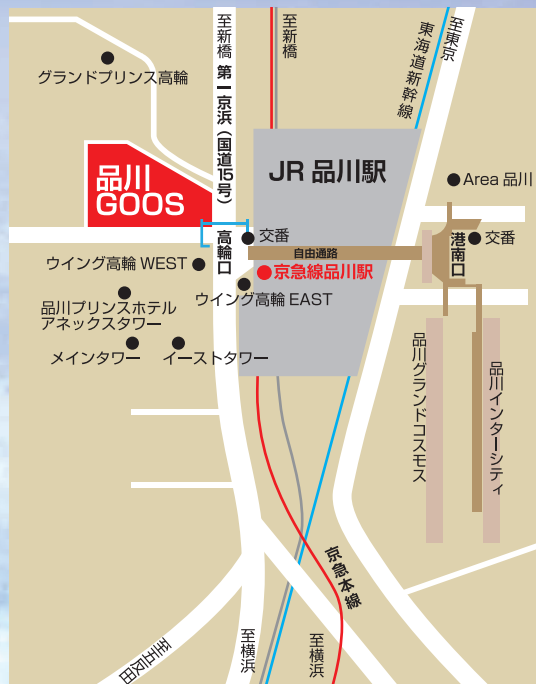 至新橋
至新橋
至東京
東海道新幹線
グランドプリンス高輪
第一京浜（国道15号）
JR 品川駅
品川
GOOS
Area 品川
高輪口
交番
自由通路
港南口
交番
ウイング高輪 WEST
京急線品川駅
ウイング高輪 EAST
品川プリンスホテル
アネックスタワー
メインタワー
イーストタワー
品川グランドコスモス
品川インターシティ
京急本線
至五反田
至横浜
至横浜